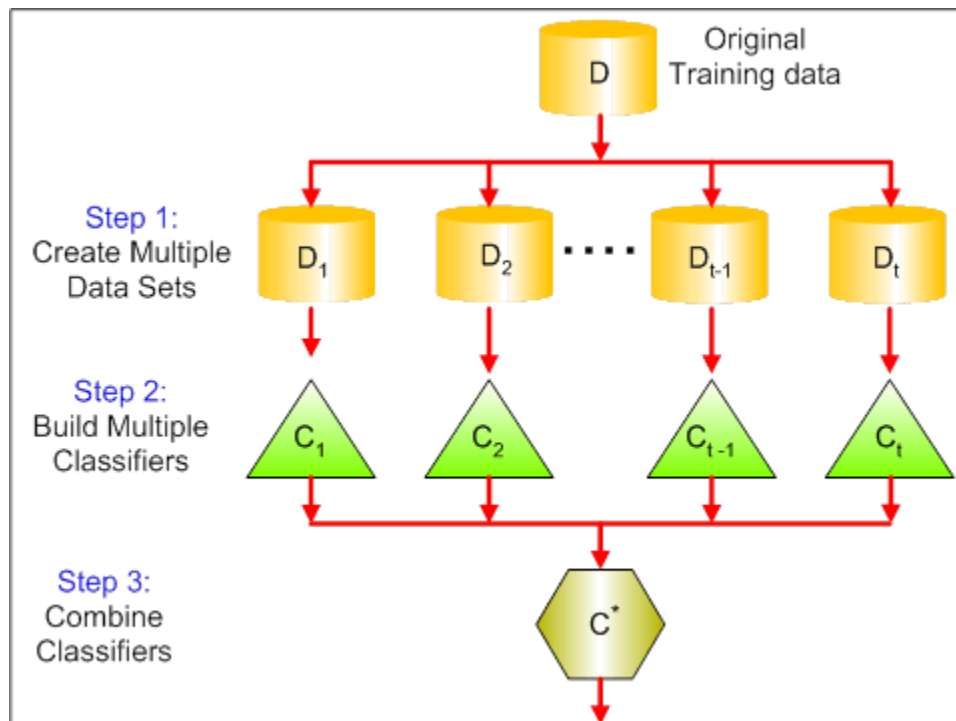 D
Original
Training data
Step 1:
Create Multiple
Data Sets
D₁
D₂
....
Dₜ₋₁
Dₜ
Step 2:
Build Multiple
Classifiers
C₁
C₂
Cₜ₋₁
Cₜ
Step 3:
Combine
Classifiers
C*